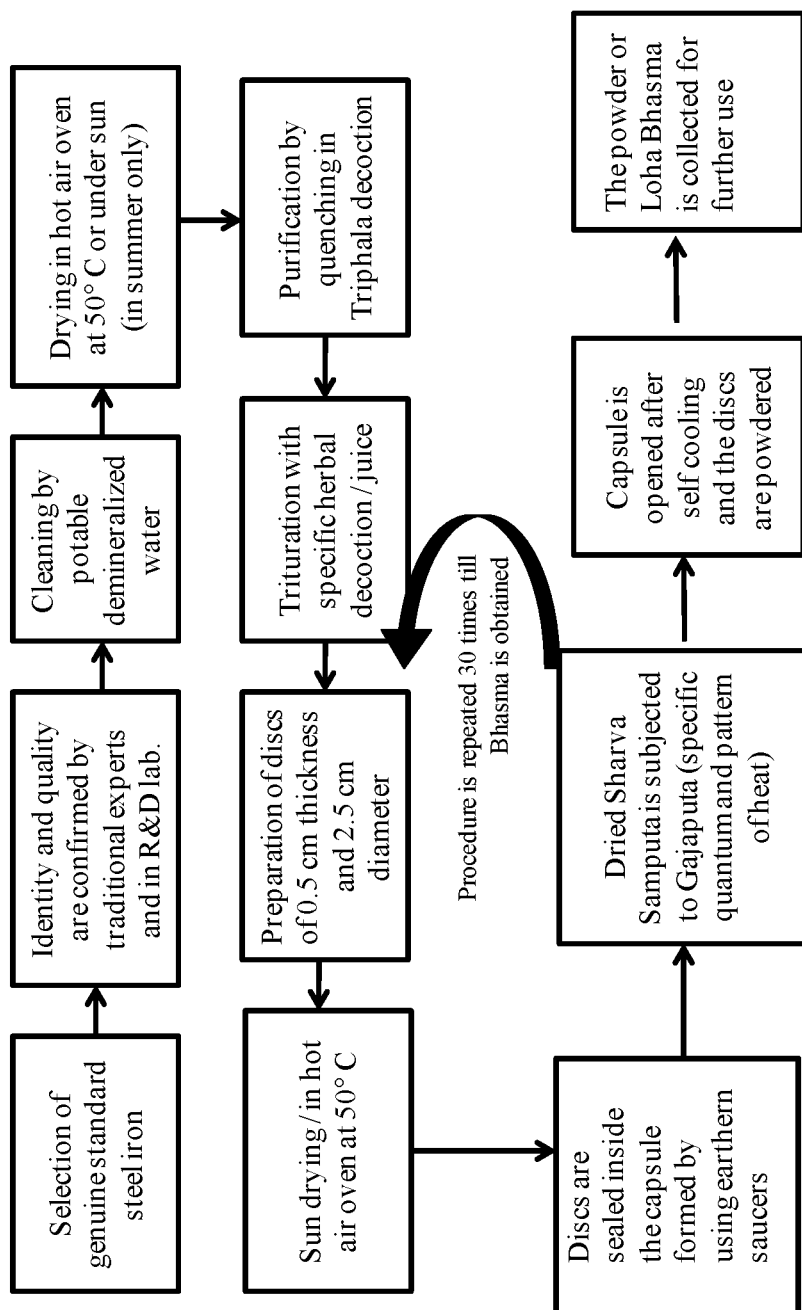 Selection of
genuine standard
steel iron
Identity and quality
are confirmed by
traditional experts
and in R&D lab.
Cleaning by
potable
demineralized
water
Drying in hot air oven
at 50° C or under sun
(in summer only)
Purification by
quenching in
Triphala decoction
Trituration with
specific herbal
decoction / juice
Preparation of discs
of 0.5 cm thickness
and 2.5 cm
diameter
Sun drying / in hot
air oven at 50° C
Procedure is repeated 30 times till
Bhasma is obtained
Discs are
sealed inside
the capsule
formed by
using earthern
saucers
Dried Sharva
Samputa is subjected
to Gajaputa (specific
quantum and pattern
of heat)
Capsule is
opened after
self cooling
and the discs
are powdered
The powder or
Loha Bhasma
is collected for
further use